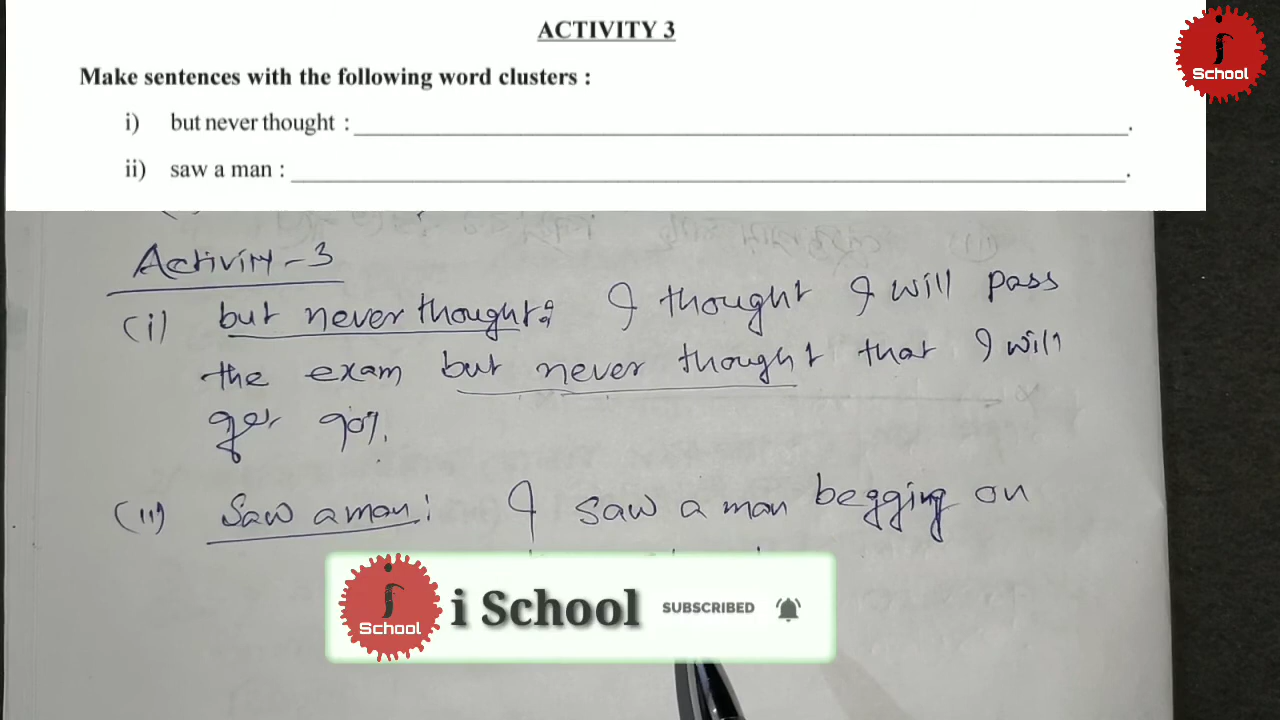 ACTIVITY 3
School
Make sentences with the following word clusters :
i) but never thought : ______________________________.
ii) saw a man : ______________________________.
Activity - 3
(i) but never thought: I thought I will pass
the exam but never thought that I will
get 90%.
(ii) Saw a man: I saw a man begging on
i School SUBSCRIBED
School